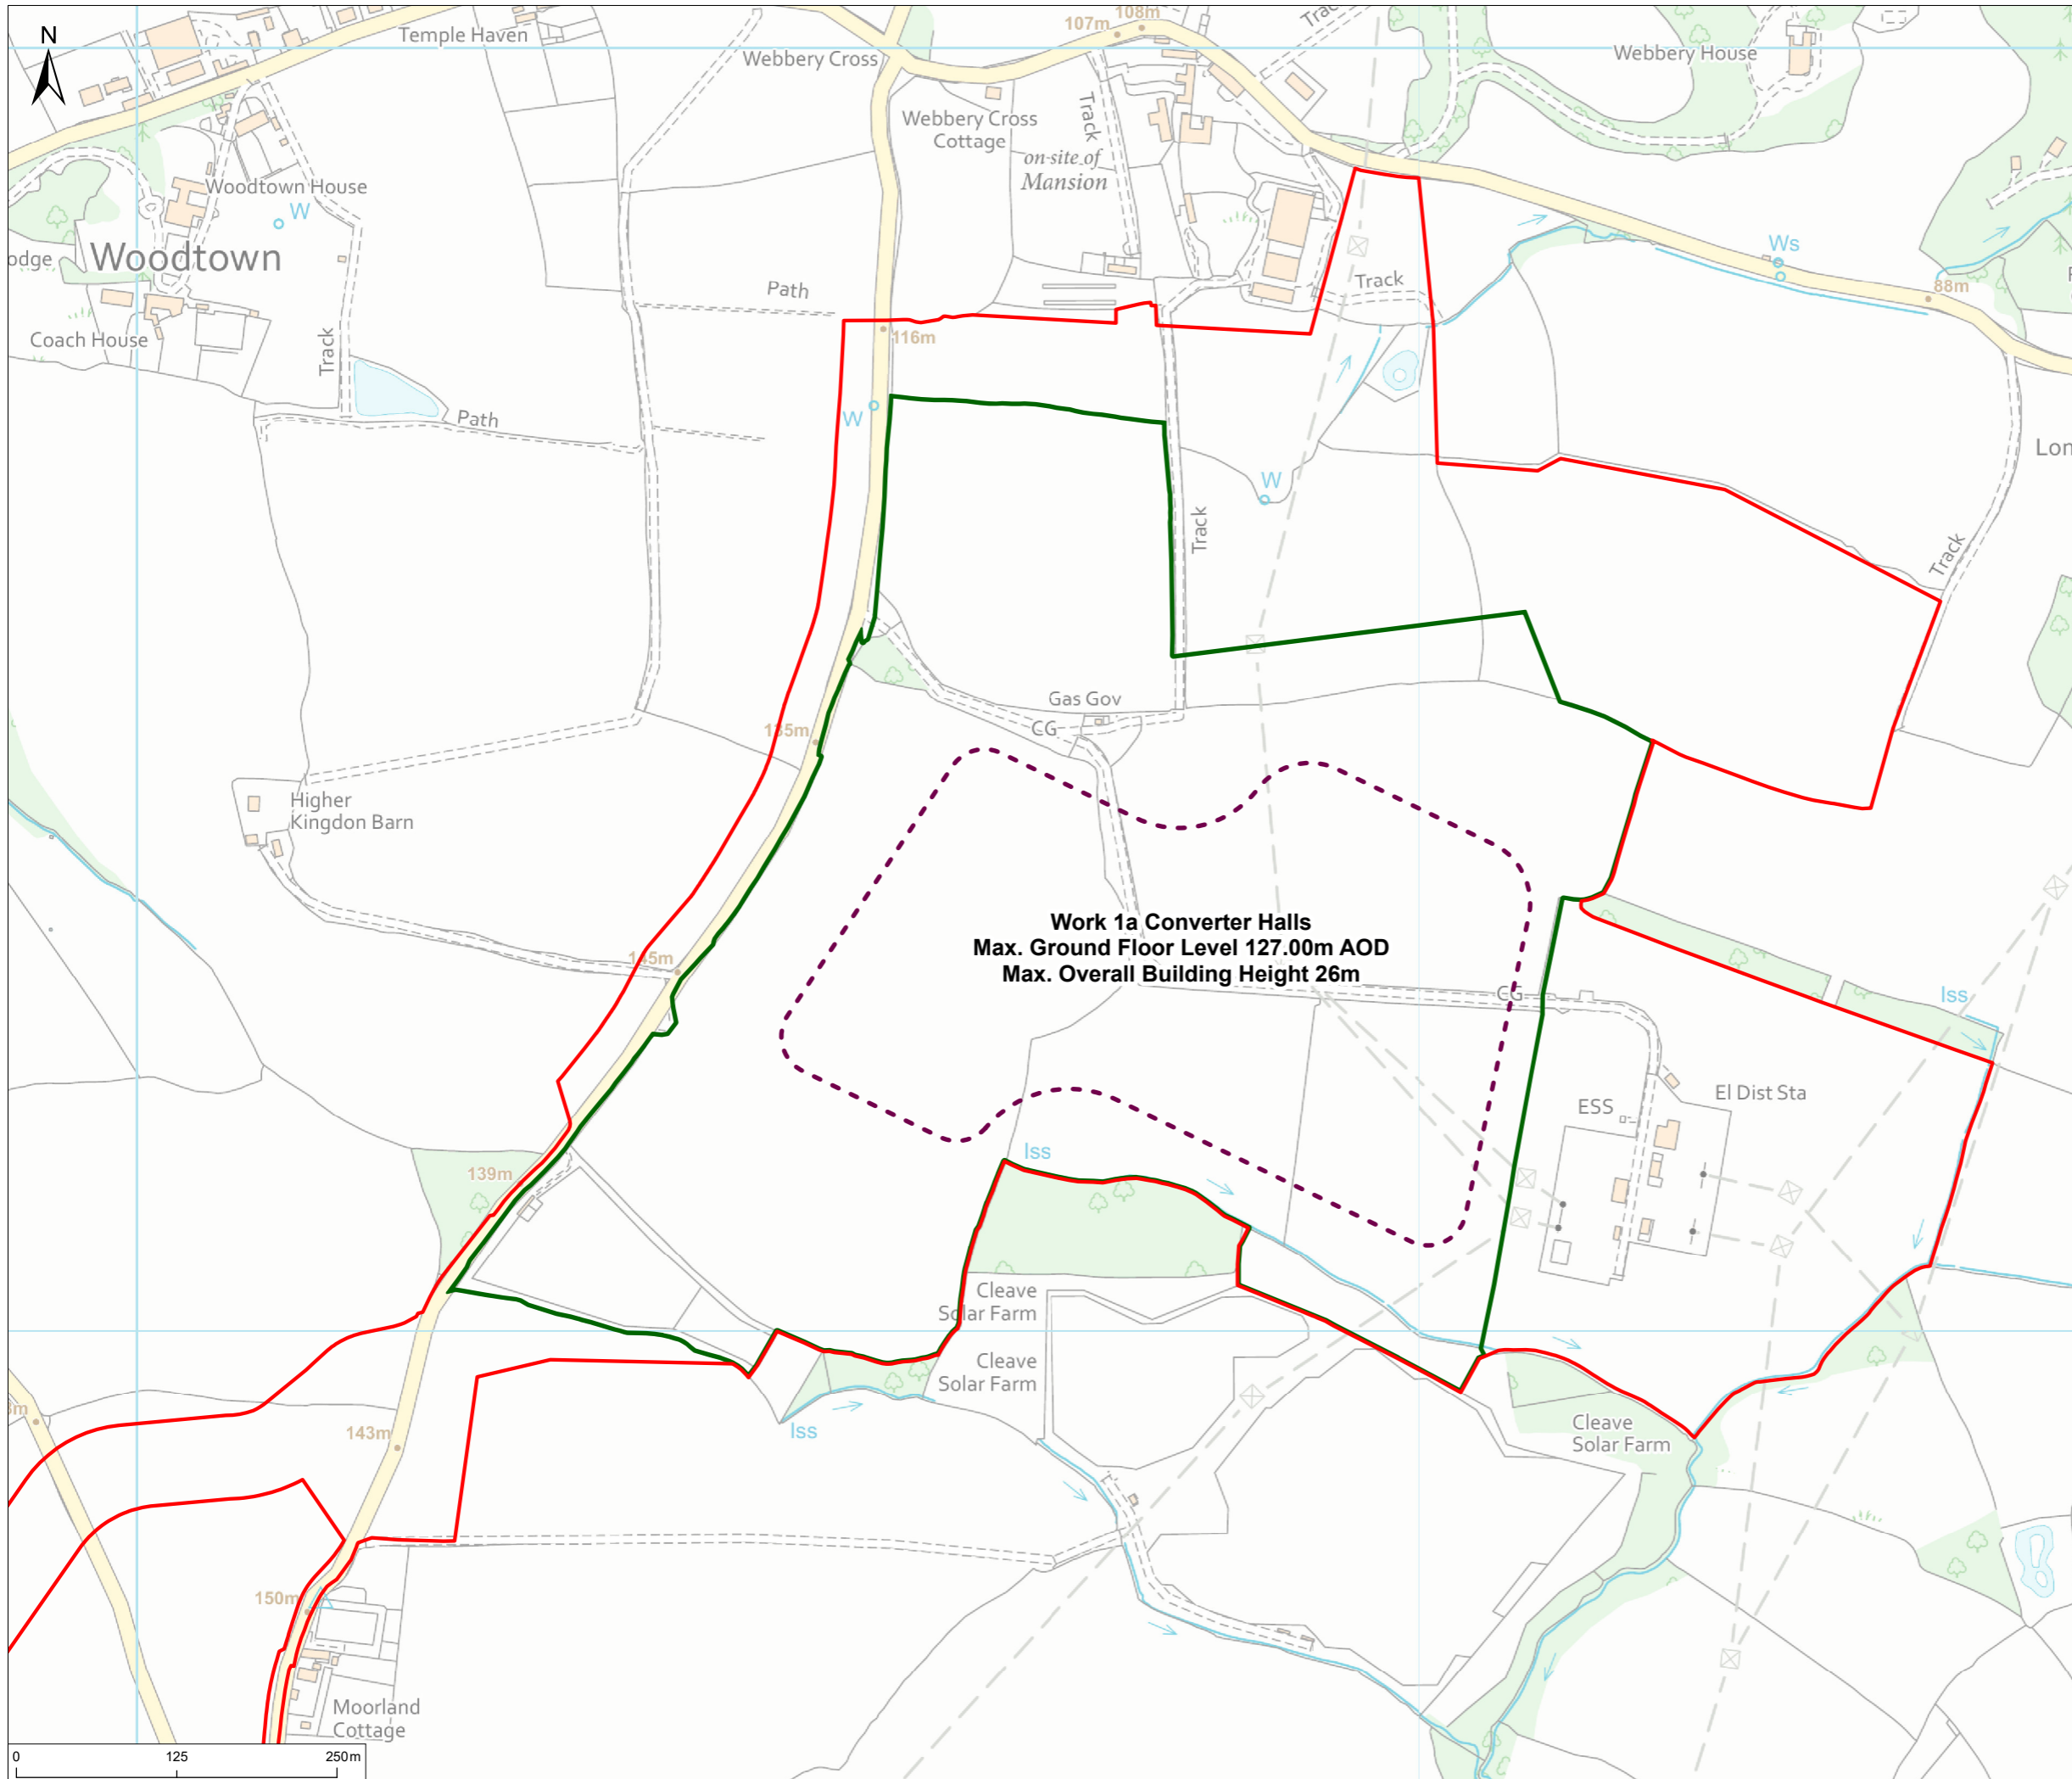 N
Temple Haven
107m
108m
Webbery Cross
Webbery House
Track
Webbery Cross
Cottage
on-site of
Mansion
Woodtown House
W
Woodtown
Coach House
Track
Path
Path
116m
W
Track
Ws
88m
W
Track
Track
Gas Gov
CG
135m
Higher
Kingdon Barn
145m
Work 1a Converter Halls
Max. Ground Floor Level 127.00m AOD
Max. Overall Building Height 26m
CG
Iss
El Dist Sta
ESS
Iss
139m
Cleave
Solar Farm
Cleave
Solar Farm
Iss
Cleave
Solar Farm
143m
150m
Moorland
Cottage
0 125 250m